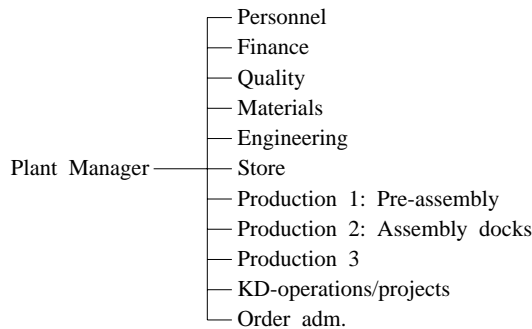 Personnel
Finance
Quality
Materials
Engineering
Plant Manager
Store
Production 1: Pre-assembly
Production 2: Assembly docks
Production 3
KD-operations/projects
Order adm.